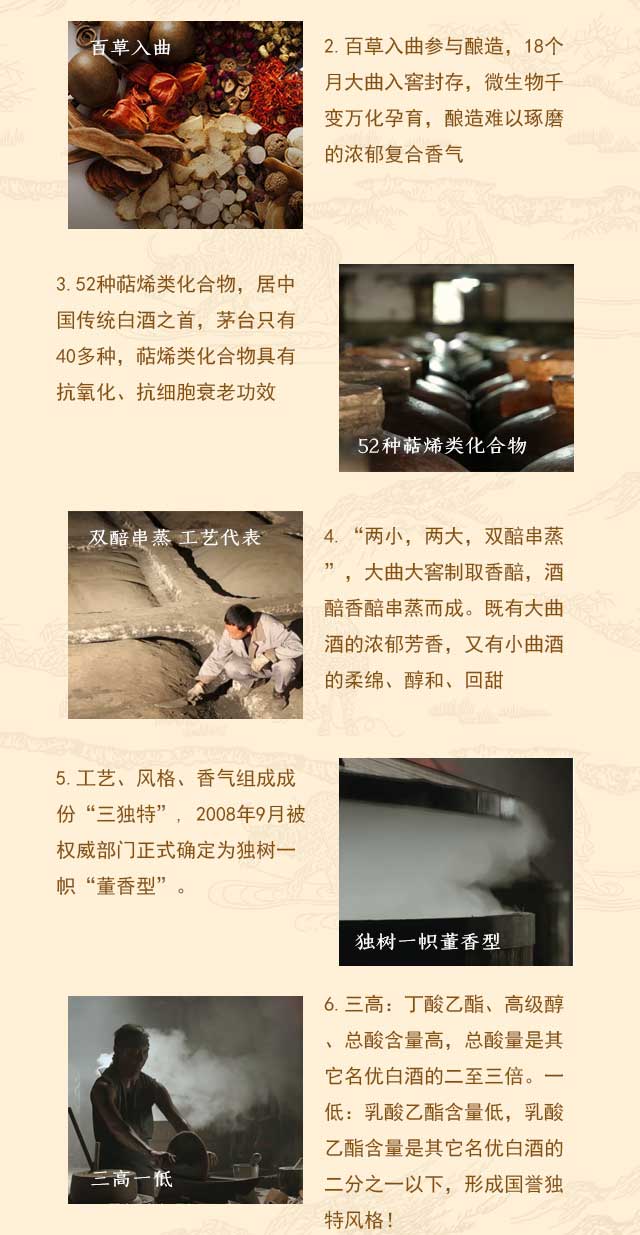 百草入曲
2.百草入曲参与酿造，18个
月大曲入窖封存，微生物千
变万化孕育，酿造难以琢磨
的浓郁复合香气
3.52种萜烯类化合物，居中
国传统白酒之首，茅台只有
40多种，萜烯类化合物具有
抗氧化、抗细胞衰老功效
52种萜烯类化合物
双醅串蒸 工艺代表
4.“两小，两大，双醅串蒸
”，大曲大窖制取香醅，酒
醅香醅串蒸而成。既有大曲
酒的浓郁芳香，又有小曲酒
的柔绵、醇和、回甜
5.工艺、风格、香气组成成
份“三独特”，2008年9月被
权威部门正式确定为独树一
帜“董香型”。
独树一帜董香型
三高一低
6.三高：丁酸乙酯、高级醇
、总酸含量高，总酸量是其
它名优白酒的二至三倍。一
低：乳酸乙酯含量低，乳酸
乙酯含量是其它名优白酒的
二分之一以下，形成国誉独
特风格！